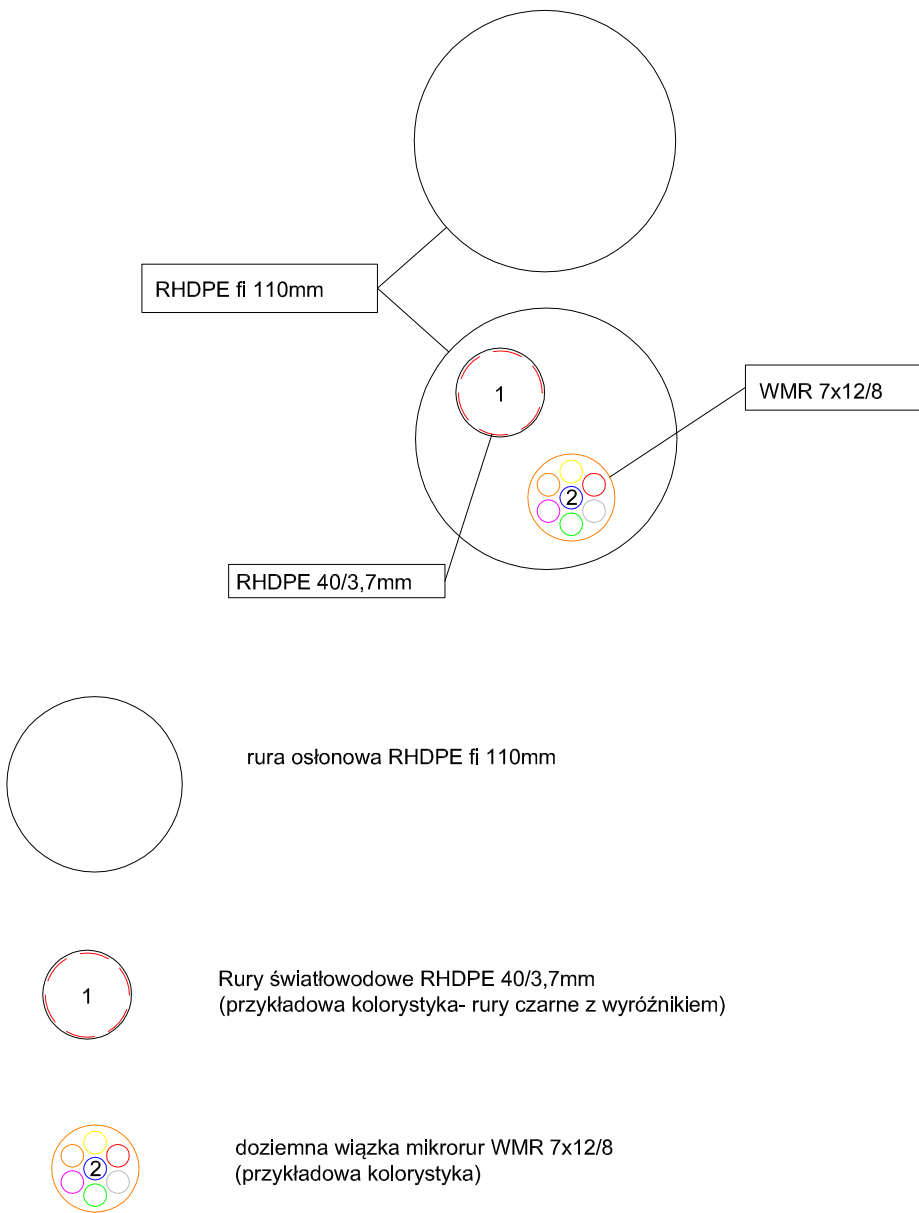 RHDPE fi 110mm
1
WMR 7x12/8
2
RHDPE 40/3,7mm
rura osłonowa RHDPE fi 110mm
1
Rury światłowodowe RHDPE 40/3,7mm
(przykładowa kolorystyka- rury czarne z wyróźnikiem)
2
doziemna wiązka mikrorur WMR 7x12/8
(przykładowa kolorystyka)